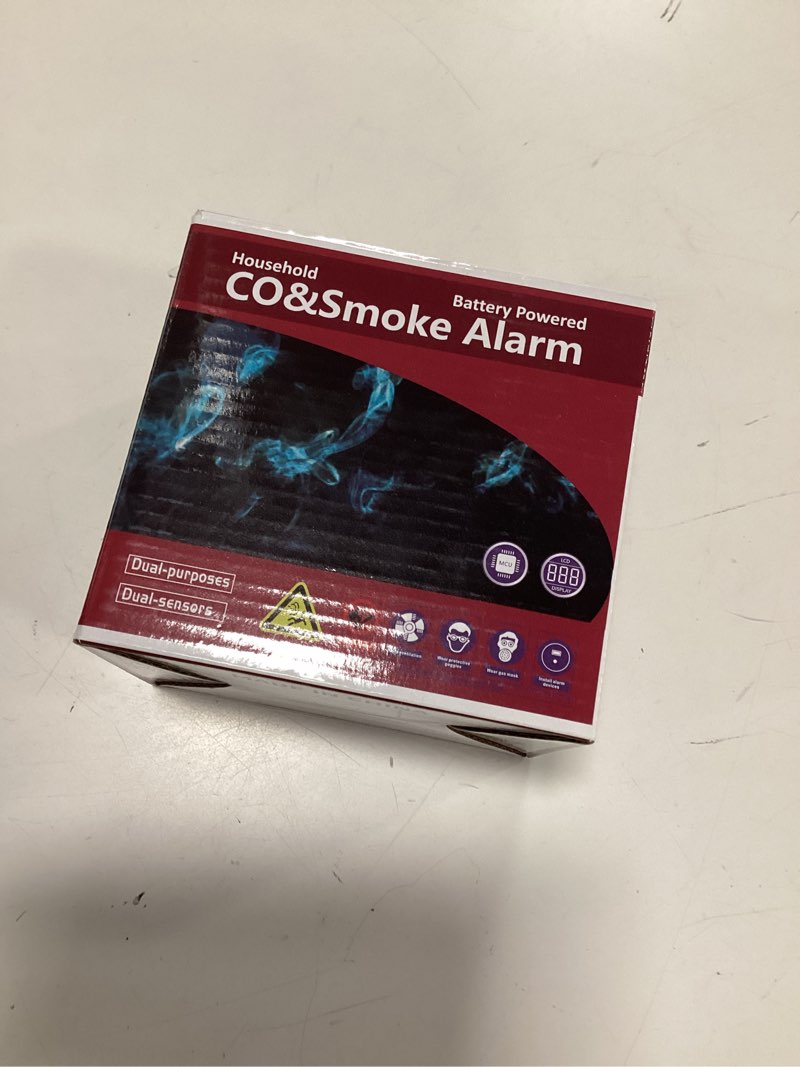 Household
CO&Smoke Alarm
Battery Powered
MCU
LCD
888
DISPLAY
Dual-purposes
Dual-sensors
Wear protective
goggles
Wear gas mask
Install alarm
devices